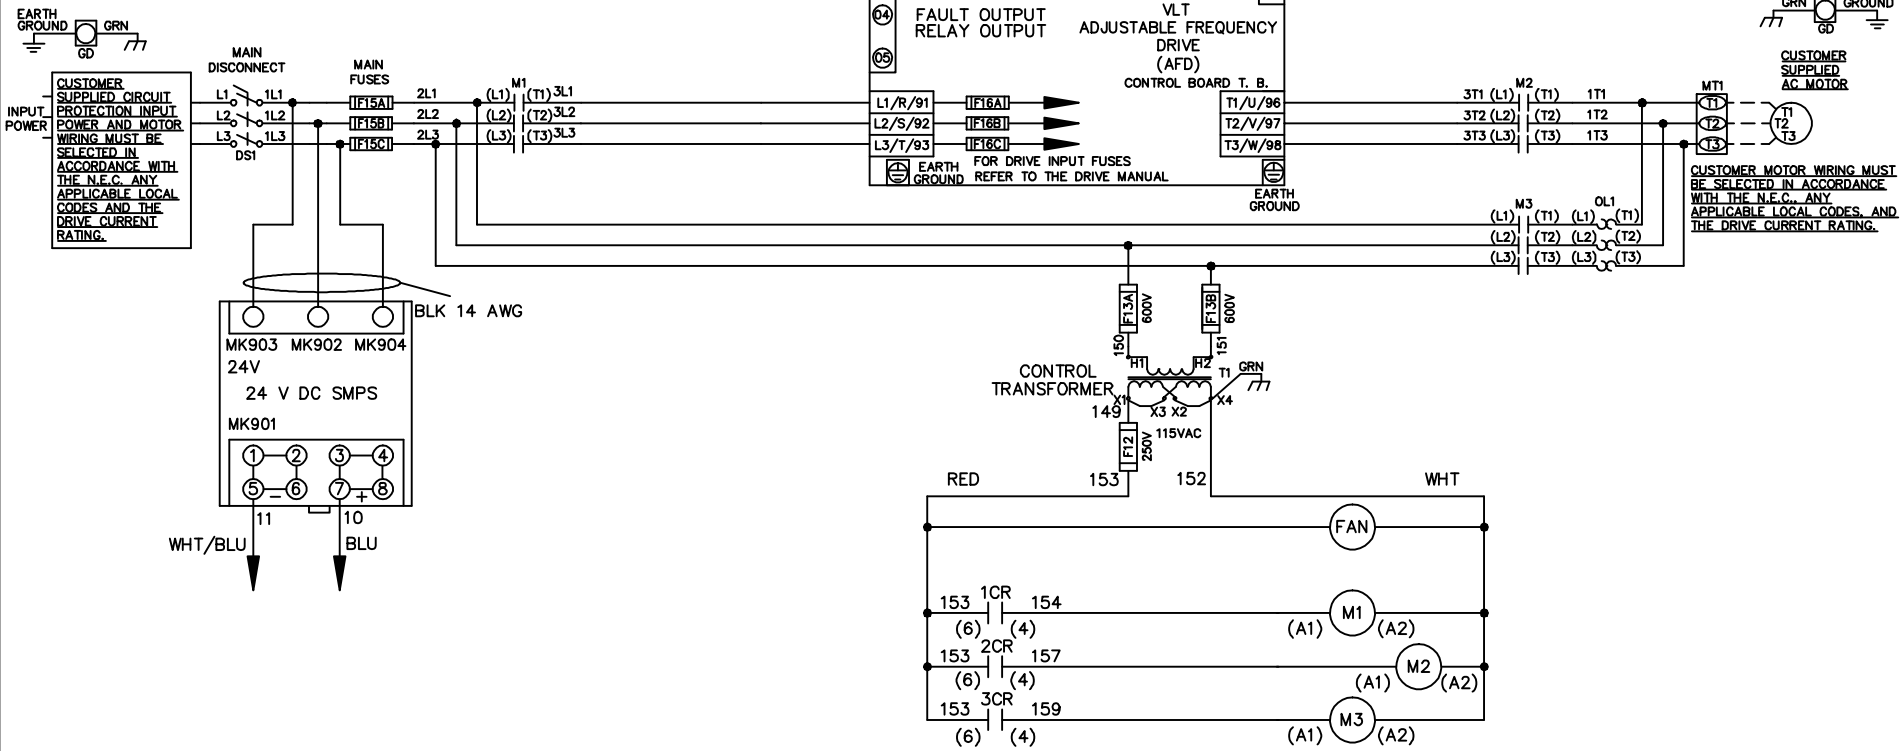 EARTH
GROUND
GRN
GD
04
05
FAULT OUTPUT
RELAY OUTPUT
VLT
ADJUSTABLE FREQUENCY
DRIVE
(AFD)
CONTROL BOARD T. B.
GRN
GROUND
GD
CUSTOMER
SUPPLIED
AC MOTOR
INPUT
POWER
CUSTOMER
SUPPLIED CIRCUIT
PROTECTION INPUT
POWER AND MOTOR
WIRING MUST BE
SELECTED IN
ACCORDANCE WITH
THE N.E.C. ANY
APPLICABLE LOCAL
CODES AND THE
DRIVE CURRENT
RATING.
MAIN
DISCONNECT
L1 1L1
L2 1L2
L3 1L3
DS1
MAIN
FUSES
F15A
F15B
F15C
2L1
2L2
2L3
M1
(L1) (T1) 3L1
(L2) (T2) 3L2
(L3) (T3) 3L3
L1/R/91
L2/S/92
L3/T/93
F16A
F16B
F16C
EARTH
GROUND
FOR DRIVE INPUT FUSES
REFER TO THE DRIVE MANUAL
T1/U/96
T2/V/97
T3/W/98
EARTH
GROUND
M2
3T1 (L1) (T1) 1T1
3T2 (L2) (T2) 1T2
3T3 (L3) (T3) 1T3
MT1
T1
T2
T3
T1
T2
T3
CUSTOMER MOTOR WIRING MUST
BE SELECTED IN ACCORDANCE
WITH THE N.E.C., ANY
APPLICABLE LOCAL CODES, AND
THE DRIVE CURRENT RATING.
M3 OL1
(L1) (T1) (L1) (T1)
(L2) (T2) (L2) (T2)
(L3) (T3) (L3) (T3)
BLK 14 AWG
MK903 MK902 MK904
24V
24 V DC SMPS
MK901
1 2 3 4
5 6 7 8
- +
11 10
WHT/BLU BLU
F13A
600V
F13B
600V
150
151
H1 H2
CONTROL
TRANSFORMER
T1
GRN
X1 X3 X2 X4
149
115VAC
F12
250V
153 152
RED WHT
FAN
1CR
153 154
(6) (4)
M1
(A1) (A2)
2CR
153 157
(6) (4)
M2
(A1) (A2)
3CR
153 159
(6) (4)
M3
(A1) (A2)